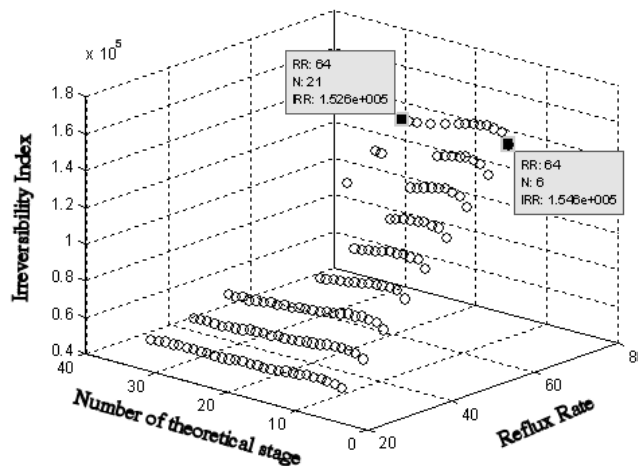 x 10^5
1.8
1.6
1.4
1.2
1
0.8
0.6
0.4
Irreversibility Index
40
30
20
10
0
Number of theoretical stage
20
40
60
80
Reflux Rate
RR: 64
N: 21
IRR: 1.526e+005
RR: 64
N: 6
IRR: 1.546e+005